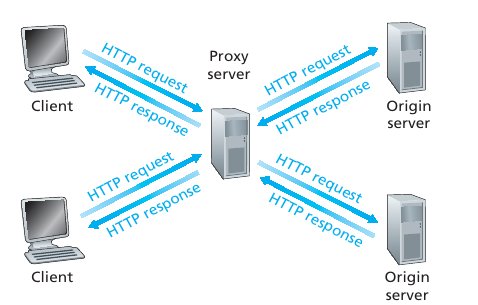 HTTP request
HTTP response
Client
Proxy
server
HTTP request
HTTP response
Origin
server
HTTP request
HTTP response
Client
HTTP request
HTTP response
Origin
server